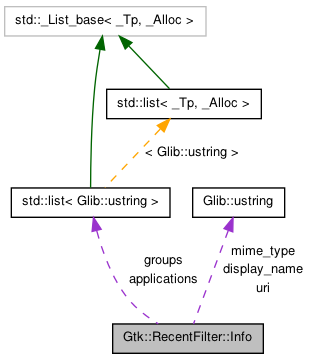 std::_List_base< _Tp, _Alloc >
std::list< _Tp, _Alloc >
< Glib::ustring >
std::list< Glib::ustring >
Glib::ustring
groups
applications
mime_type
display_name
uri
Gtk::RecentFilter::Info